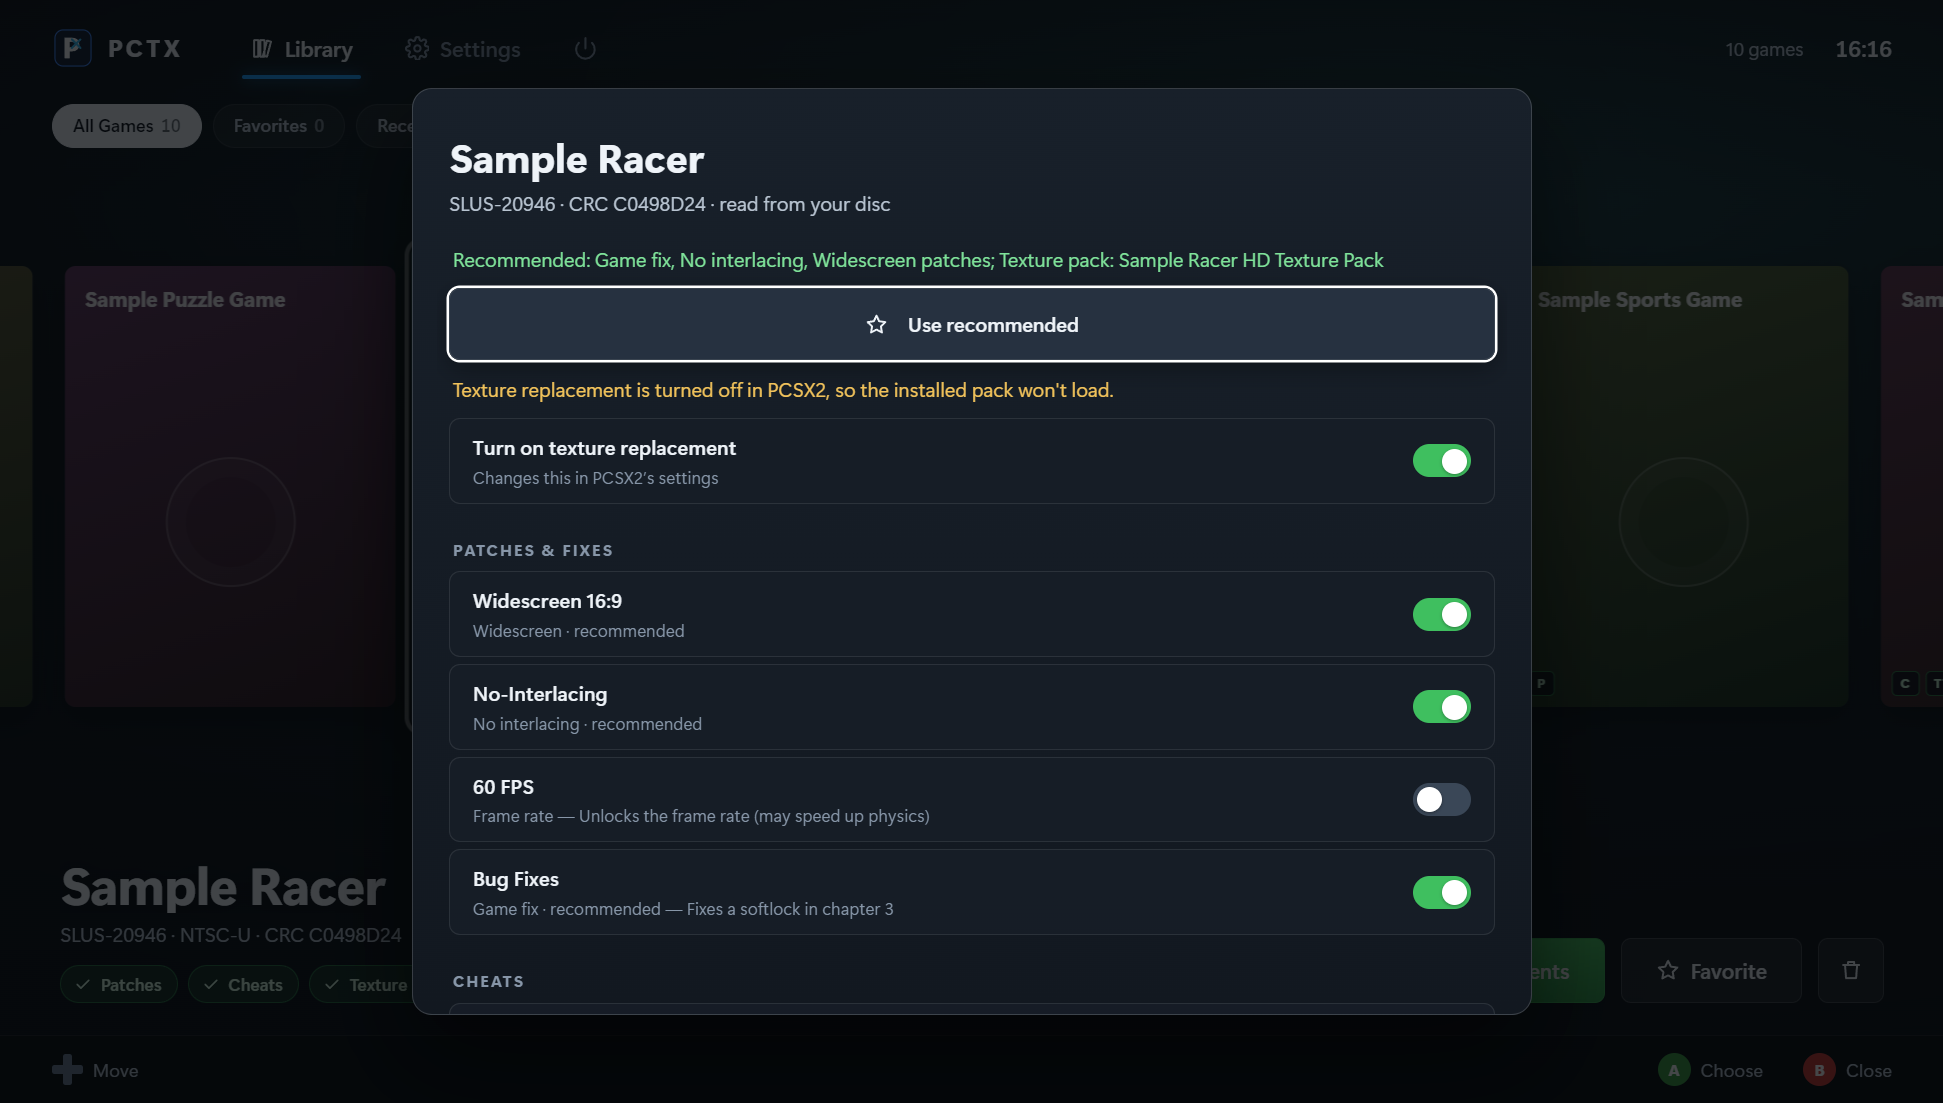 PCTX
Library
Settings
10 games
16:16
All Games 10
Favorites 0
Rece
Sample Racer
SLUS-20946 · CRC C0498D24 · read from your disc
Recommended: Game fix, No interlacing, Widescreen patches; Texture pack: Sample Racer HD Texture Pack
Use recommended
Texture replacement is turned off in PCSX2, so the installed pack won't load.
Turn on texture replacement
Changes this in PCSX2's settings
PATCHES & FIXES
Widescreen 16:9
Widescreen · recommended
No-Interlacing
No interlacing · recommended
60 FPS
Frame rate — Unlocks the frame rate (may speed up physics)
Bug Fixes
Game fix · recommended — Fixes a softlock in chapter 3
CHEATS
Sample Puzzle Game
Sample Sports Game
P
Sam
C T
Sample Racer
SLUS-20946 · NTSC-U · CRC C0498D24
Patches
Cheats
Texture
ents
Favorite
Move
A Choose
B Close